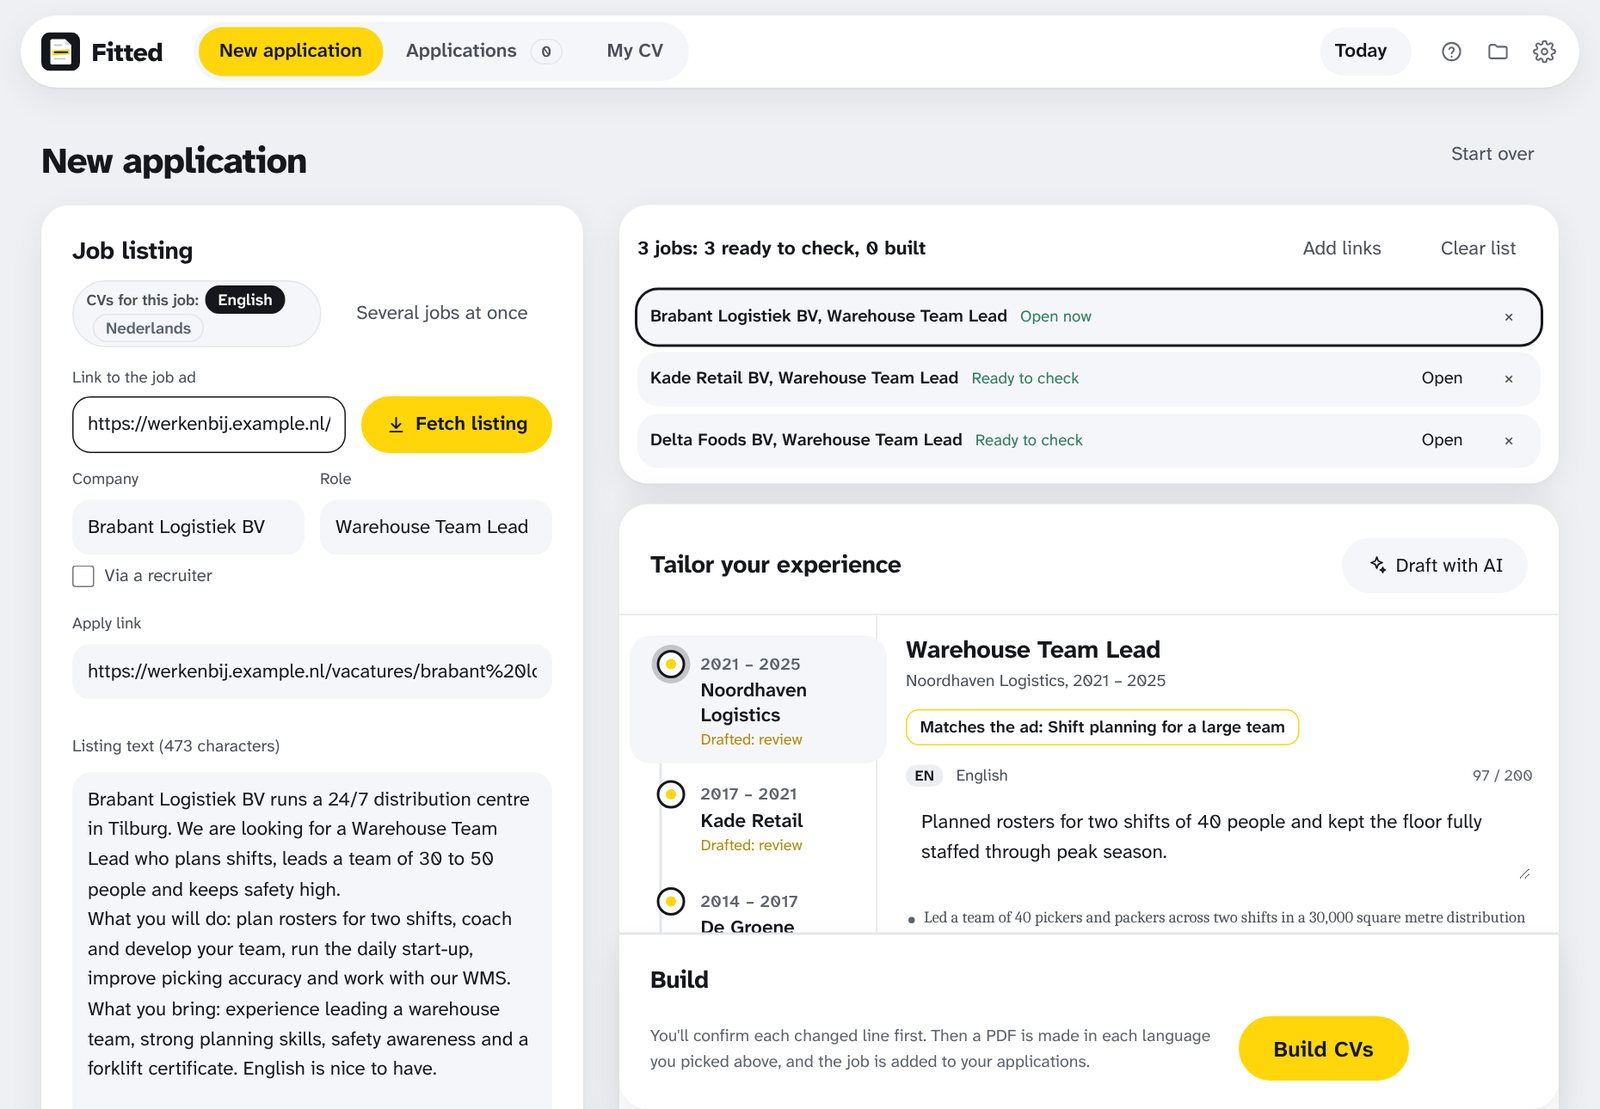 Fitted
New application
Applications 0
My CV
Today
New application
Start over
Job listing
CVs for this job: English
Nederlands
Several jobs at once
Link to the job ad
https://werkenbij.example.nl/
Fetch listing
Company
Role
Brabant Logistiek BV
Warehouse Team Lead
Via a recruiter
Apply link
https://werkenbij.example.nl/vacatures/brabant%20lo
Listing text (473 characters)
Brabant Logistiek BV runs a 24/7 distribution centre
in Tilburg. We are looking for a Warehouse Team
Lead who plans shifts, leads a team of 30 to 50
people and keeps safety high.
What you will do: plan rosters for two shifts, coach
and develop your team, run the daily start-up,
improve picking accuracy and work with our WMS.
What you bring: experience leading a warehouse
team, strong planning skills, safety awareness and a
forklift certificate. English is nice to have.
3 jobs: 3 ready to check, 0 built
Add links
Clear list
Brabant Logistiek BV, Warehouse Team Lead Open now ×
Kade Retail BV, Warehouse Team Lead Ready to check Open ×
Delta Foods BV, Warehouse Team Lead Ready to check Open ×
Tailor your experience
Draft with AI
2021 – 2025
Noordhaven
Logistics
Drafted: review
2017 – 2021
Kade Retail
Drafted: review
2014 – 2017
De Groene
Warehouse Team Lead
Noordhaven Logistics, 2021 – 2025
Matches the ad: Shift planning for a large team
EN English 97 / 200
Planned rosters for two shifts of 40 people and kept the floor fully
staffed through peak season.
• Led a team of 40 pickers and packers across two shifts in a 30,000 square metre distribution
Build
You'll confirm each changed line first. Then a PDF is made in each language
you picked above, and the job is added to your applications.
Build CVs